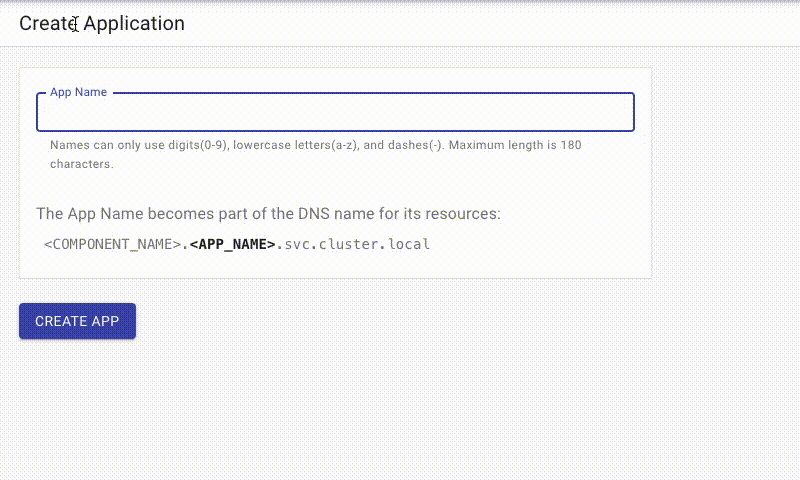 Create Application
App Name
Names can only use digits(0-9), lowercase letters(a-z), and dashes(-). Maximum length is 180
characters.
The App Name becomes part of the DNS name for its resources:
<COMPONENT_NAME>.<APP_NAME>.svc.cluster.local
CREATE APP